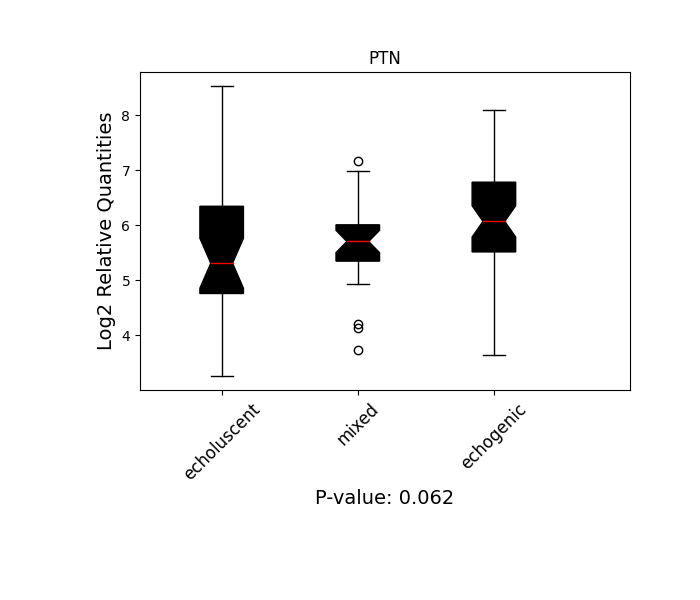 PTN
Log2 Relative Quantities
8
7
6
5
4
echoluscent
mixed
echogenic
P-value: 0.062